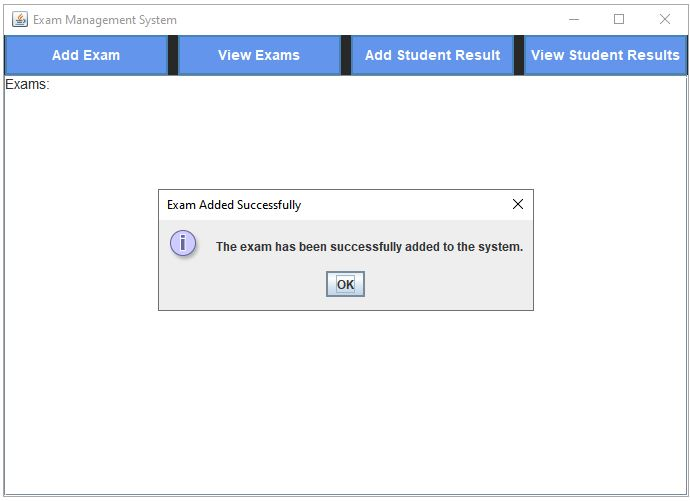 Exam Management System
Add Exam View Exams Add Student Result View Student Results
Exams:
Exam Added Successfully
The exam has been successfully added to the system.
OK